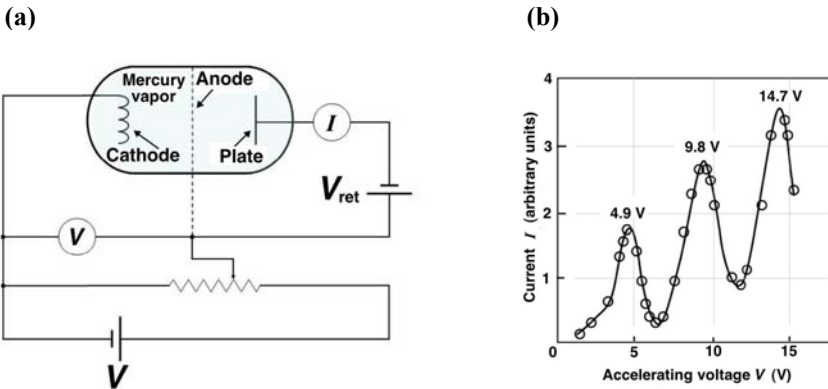 (a)
Mercury
vapor
Anode
Cathode
Plate
I
V
ret
V
V
(b)
4
3
2
1
0
5
10
15
4.9 V
9.8 V
14.7 V
Current I (arbitrary units)
Accelerating voltage V (V)